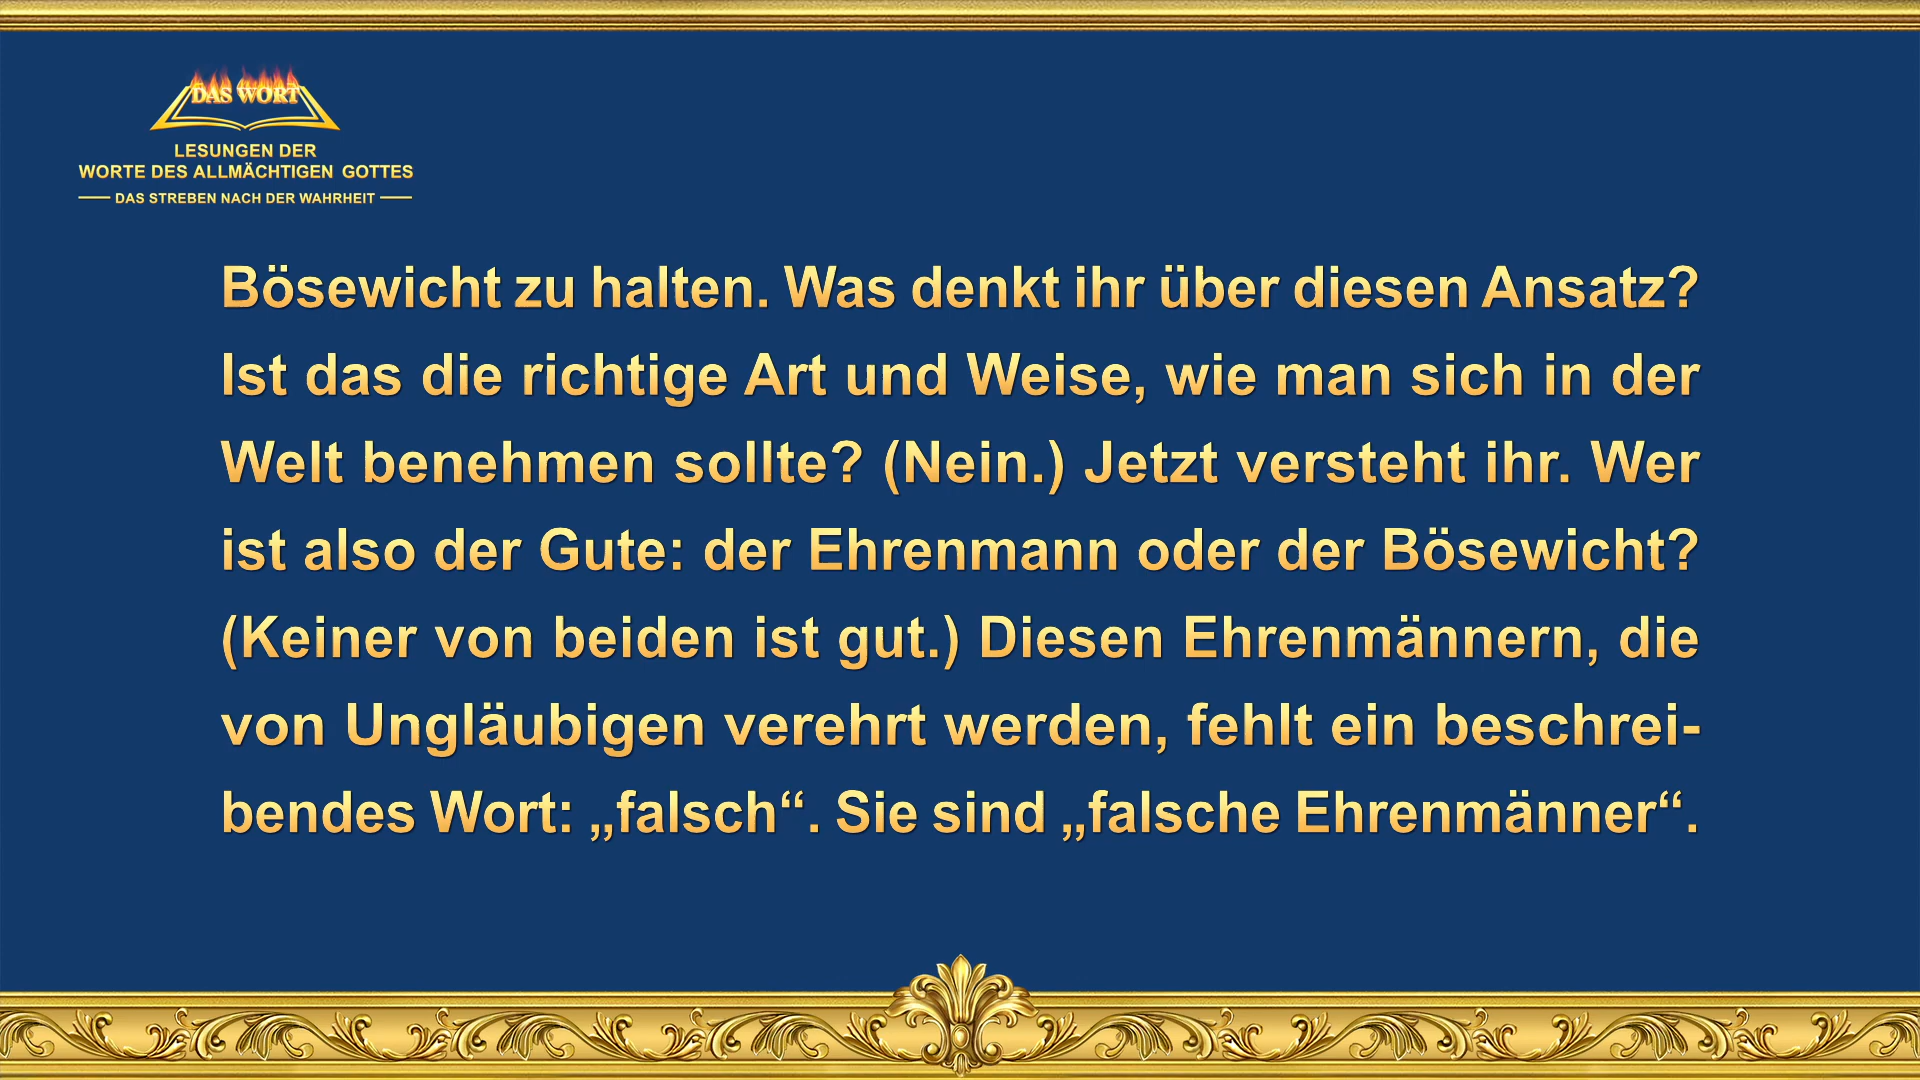 DAS WORT
LESUNGEN DER
WORTE DES ALLMÄCHTIGEN GOTTES
DAS STREBEN NACH DER WAHRHEIT
Bösewicht zu halten. Was denkt ihr über diesen Ansatz?
Ist das die richtige Art und Weise, wie man sich in der
Welt benehmen sollte? (Nein.) Jetzt versteht ihr. Wer
ist also der Gute: der Ehrenmann oder der Bösewicht?
(Keiner von beiden ist gut.) Diesen Ehrenmännern, die
von Ungläubigen verehrt werden, fehlt ein beschrei-
bendes Wort: „falsch“. Sie sind „falsche Ehrenmänner“.